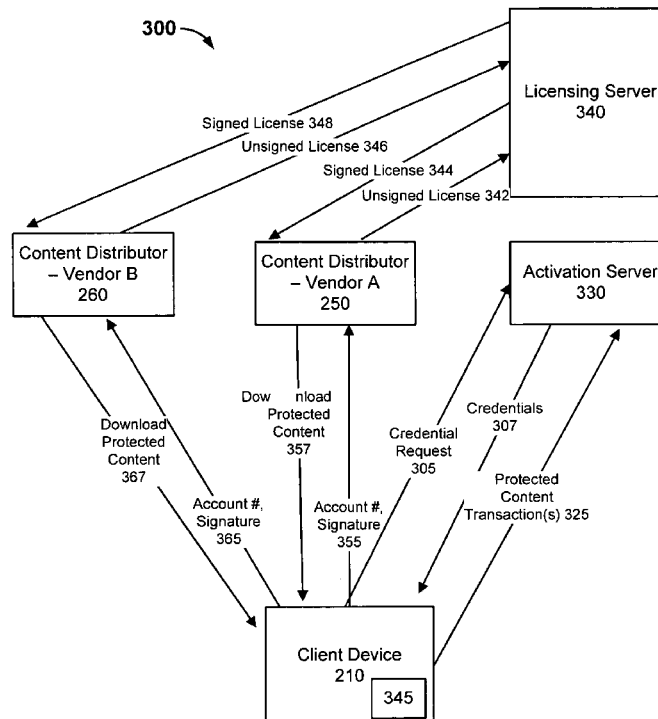 300
Licensing Server
340
Signed License 348
Unsigned License 346
Signed License 344
Unsigned License 342
Content Distributor
– Vendor B
260
Content Distributor
– Vendor A
250
Activation Server
330
Download
Protected
Content
367
Dow nload
Protected
Content
357
Credential
Request
305
Credentials
307
Protected
Content
Transaction(s) 325
Account #,
Signature
365
Account #,
Signature
355
Client Device
210
345